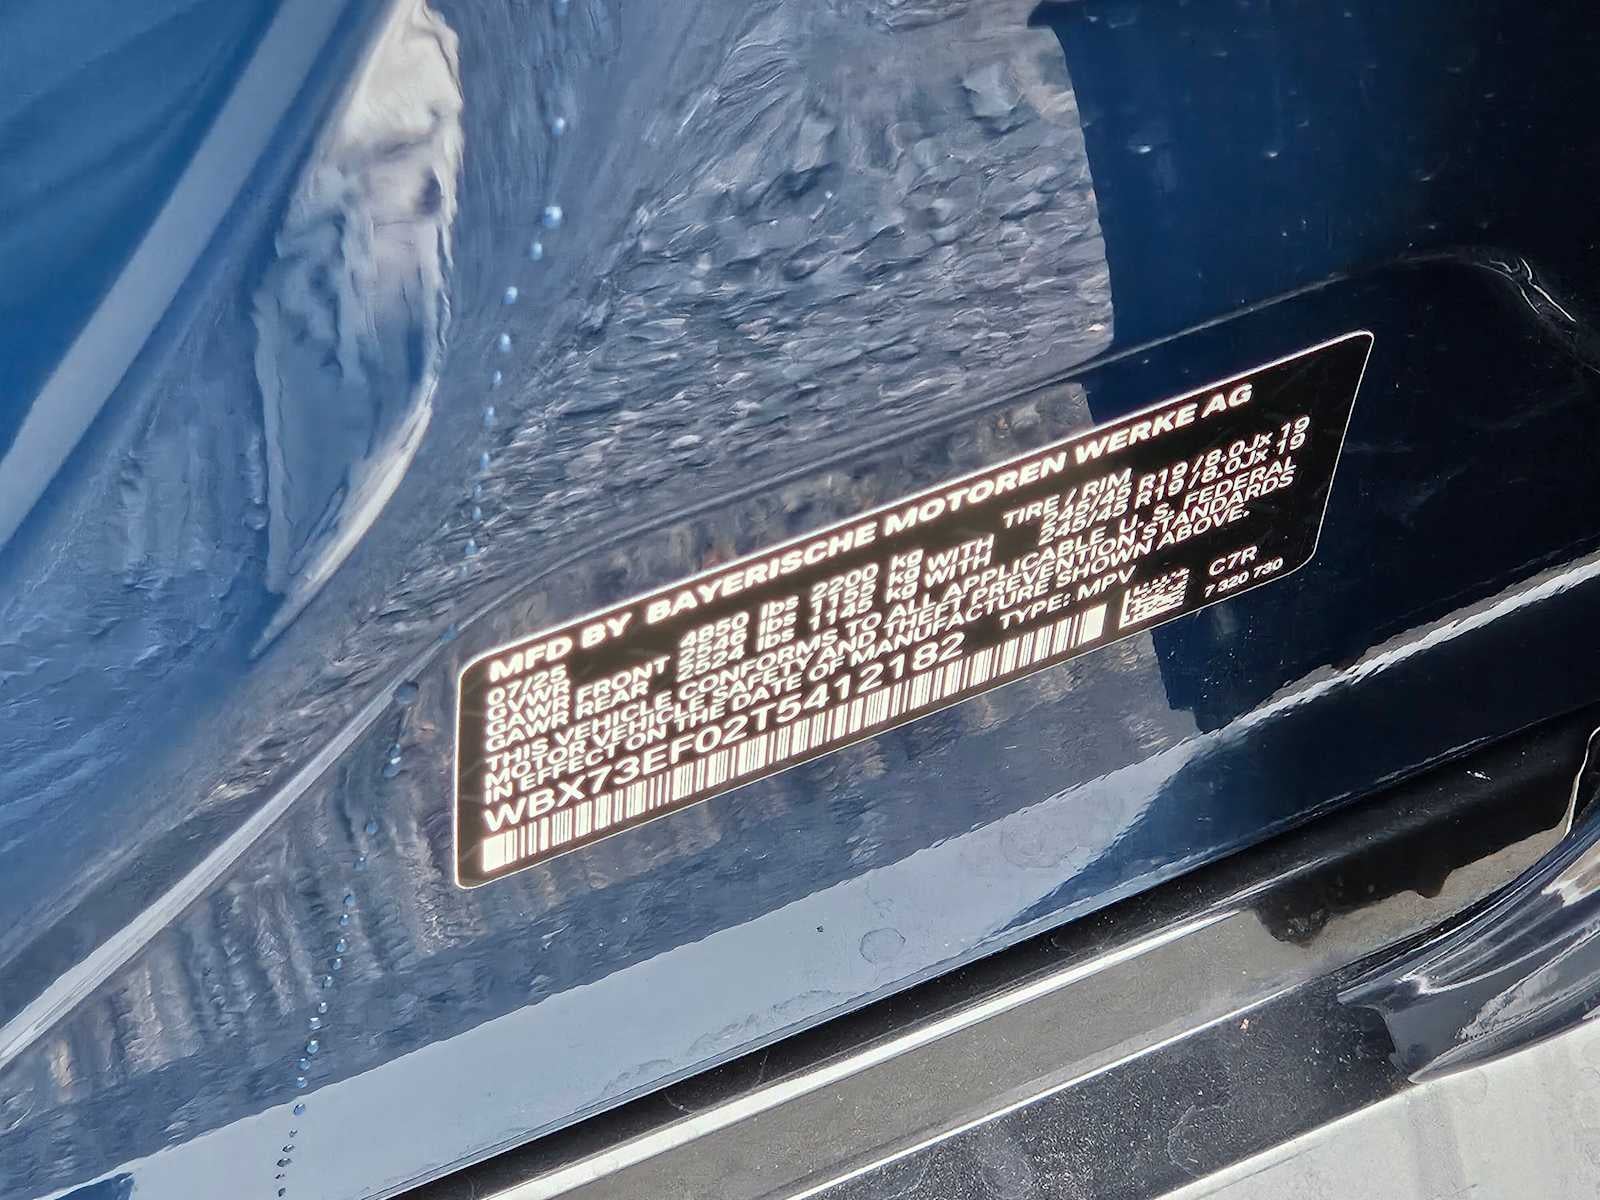 MFD BY BAYERISCHE MOTOREN WERKE AG
07/25 TIRE / RIM
GVWR 4850 lbs 2200 kg WITH 245/45 R19 / 8.0Jx 19
GAWR FRONT 2546 lbs 1155 kg WITH 245/45 R19 / 8.0Jx 19
GAWR REAR 2524 lbs 1145 kg
THIS VEHICLE CONFORMS TO ALL APPLICABLE U. S. FEDERAL
MOTOR VEHICLE SAFETY AND THEFT PREVENTION STANDARDS
IN EFFECT ON THE DATE OF MANUFACTURE SHOWN ABOVE.
WBX73EF02T5412182 TYPE: MPV C7R
7 320 730